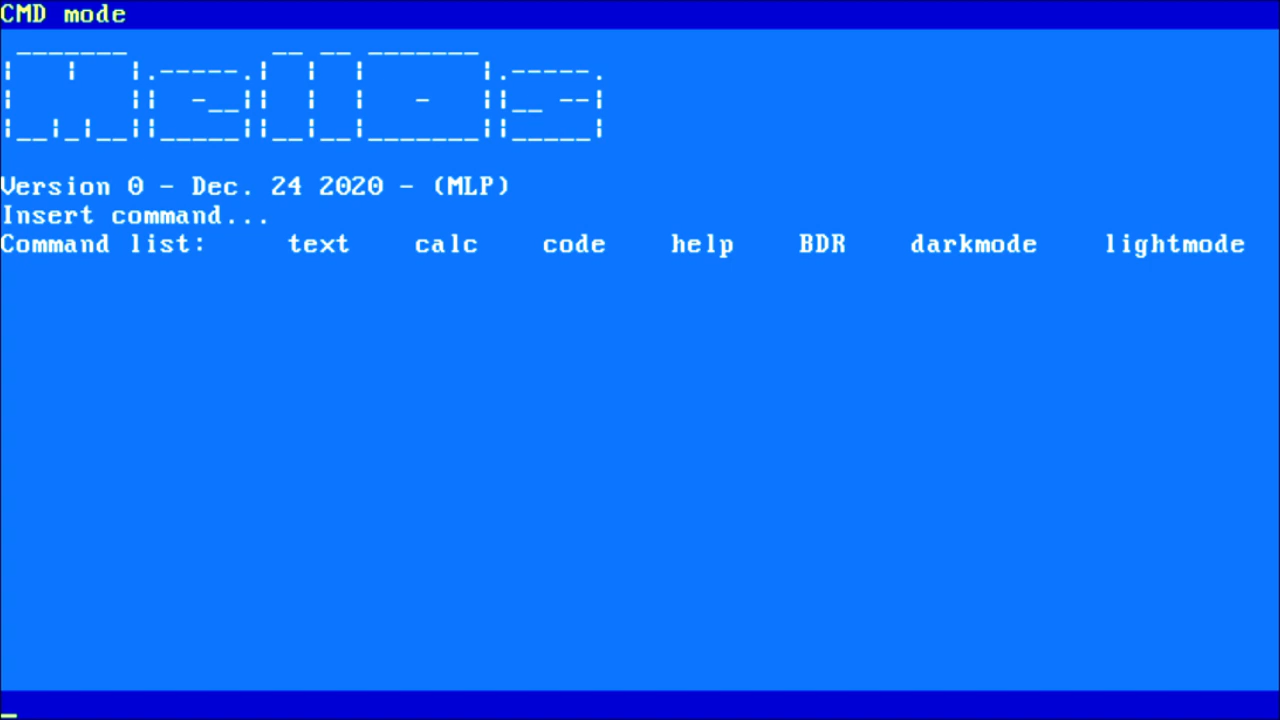 CMD mode
MellOs
Version 0 - Dec. 24 2020 - (MLP)
Insert command...
Command list: text calc code help BDR darkmode lightmode